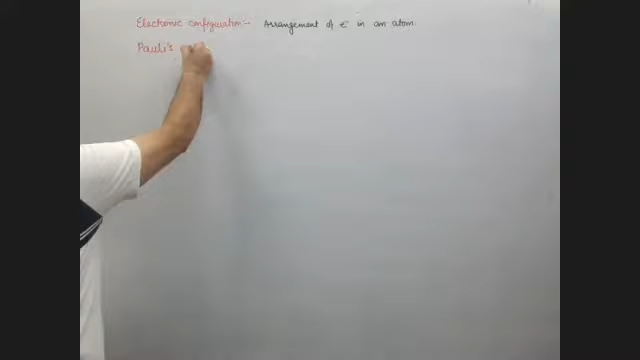 Electronic configuration:- Arrangement of e⁻ in an atom.
Pauli's